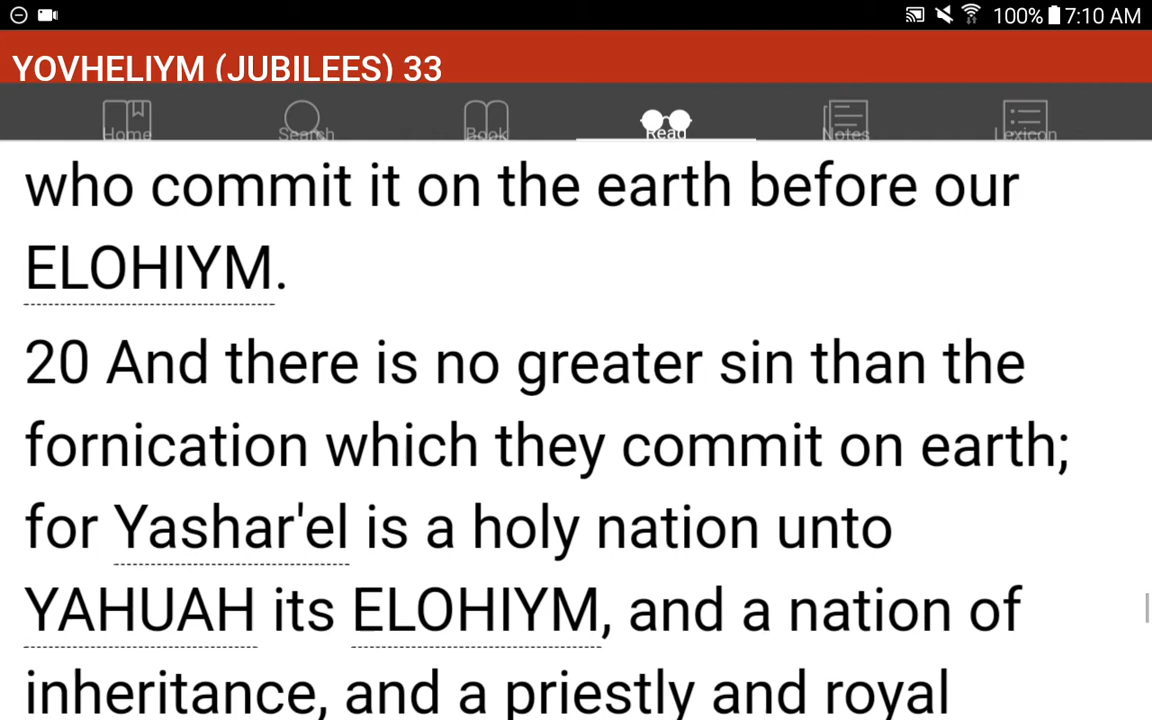 100% 7:10 AM
YOVHELIYM (JUBILEES) 33
Home Search Book Read Notes Lexicon
who commit it on the earth before our
ELOHIYM.
20 And there is no greater sin than the
fornication which they commit on earth;
for Yashar'el is a holy nation unto
YAHUAH its ELOHIYM, and a nation of
inheritance, and a priestly and royal